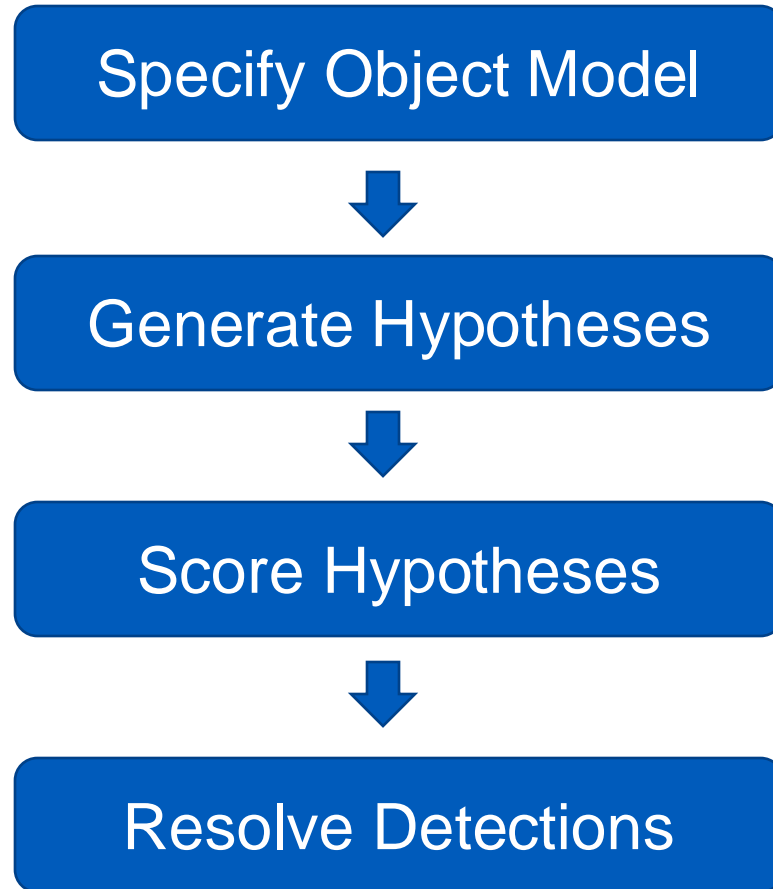 Specify Object Model
Generate Hypotheses
Score Hypotheses
Resolve Detections